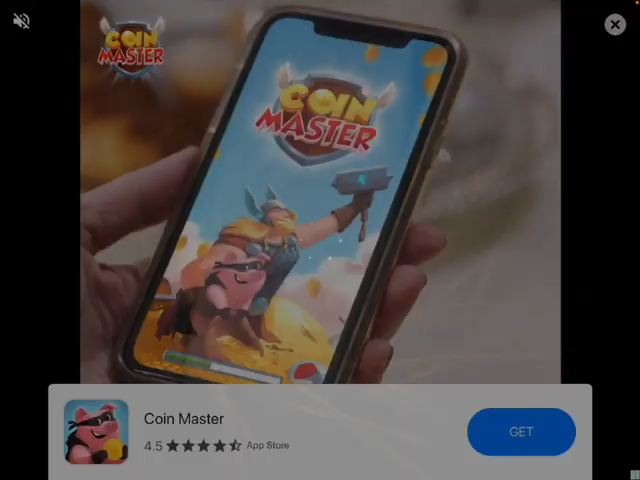 COIN
MASTER
COIN
MASTER
Coin Master
4.5
App Store
GET